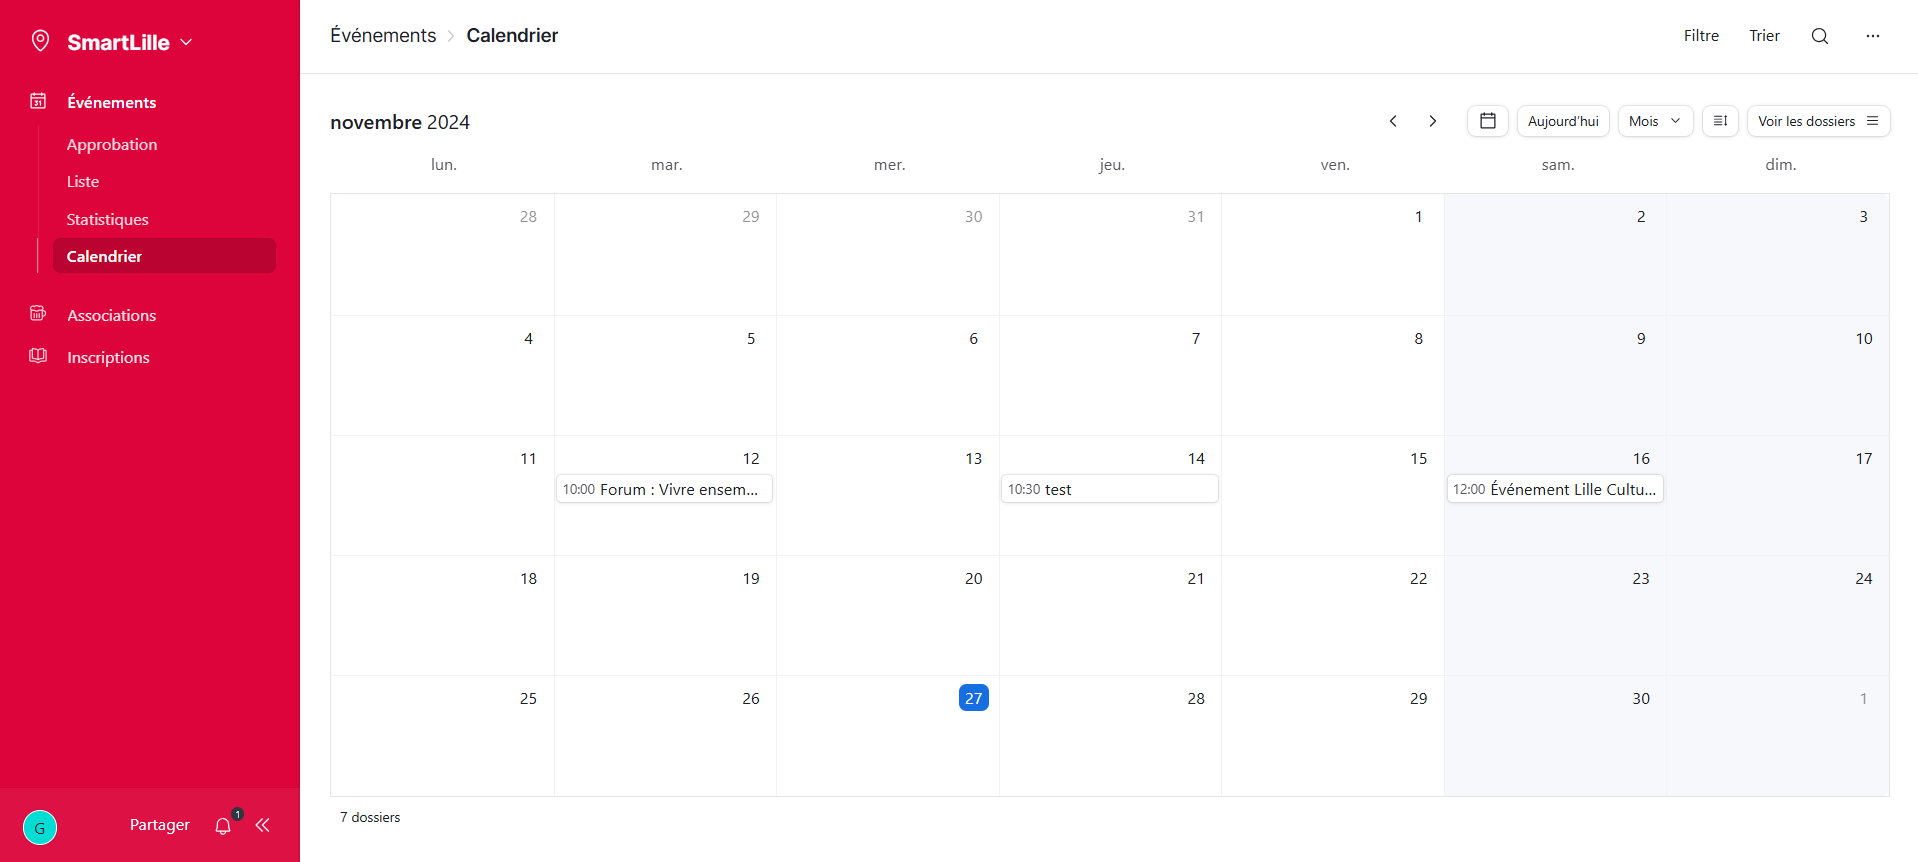 SmartLille
Événements
Approbation
Liste
Statistiques
Calendrier
Associations
Inscriptions
G
Partager
1
Événements > Calendrier
Filtre
Trier
...
novembre 2024
31
Aujourd'hui
Mois
Voir les dossiers
lun. mar. mer. jeu. ven. sam. dim.
28 29 30 31 1 2 3
4 5 6 7 8 9 10
11 12 13 14 15 16 17
10:00 Forum : Vivre ensem... 10:30 test 12:00 Événement Lille Cultu...
18 19 20 21 22 23 24
25 26 27 28 29 30 1
7 dossiers